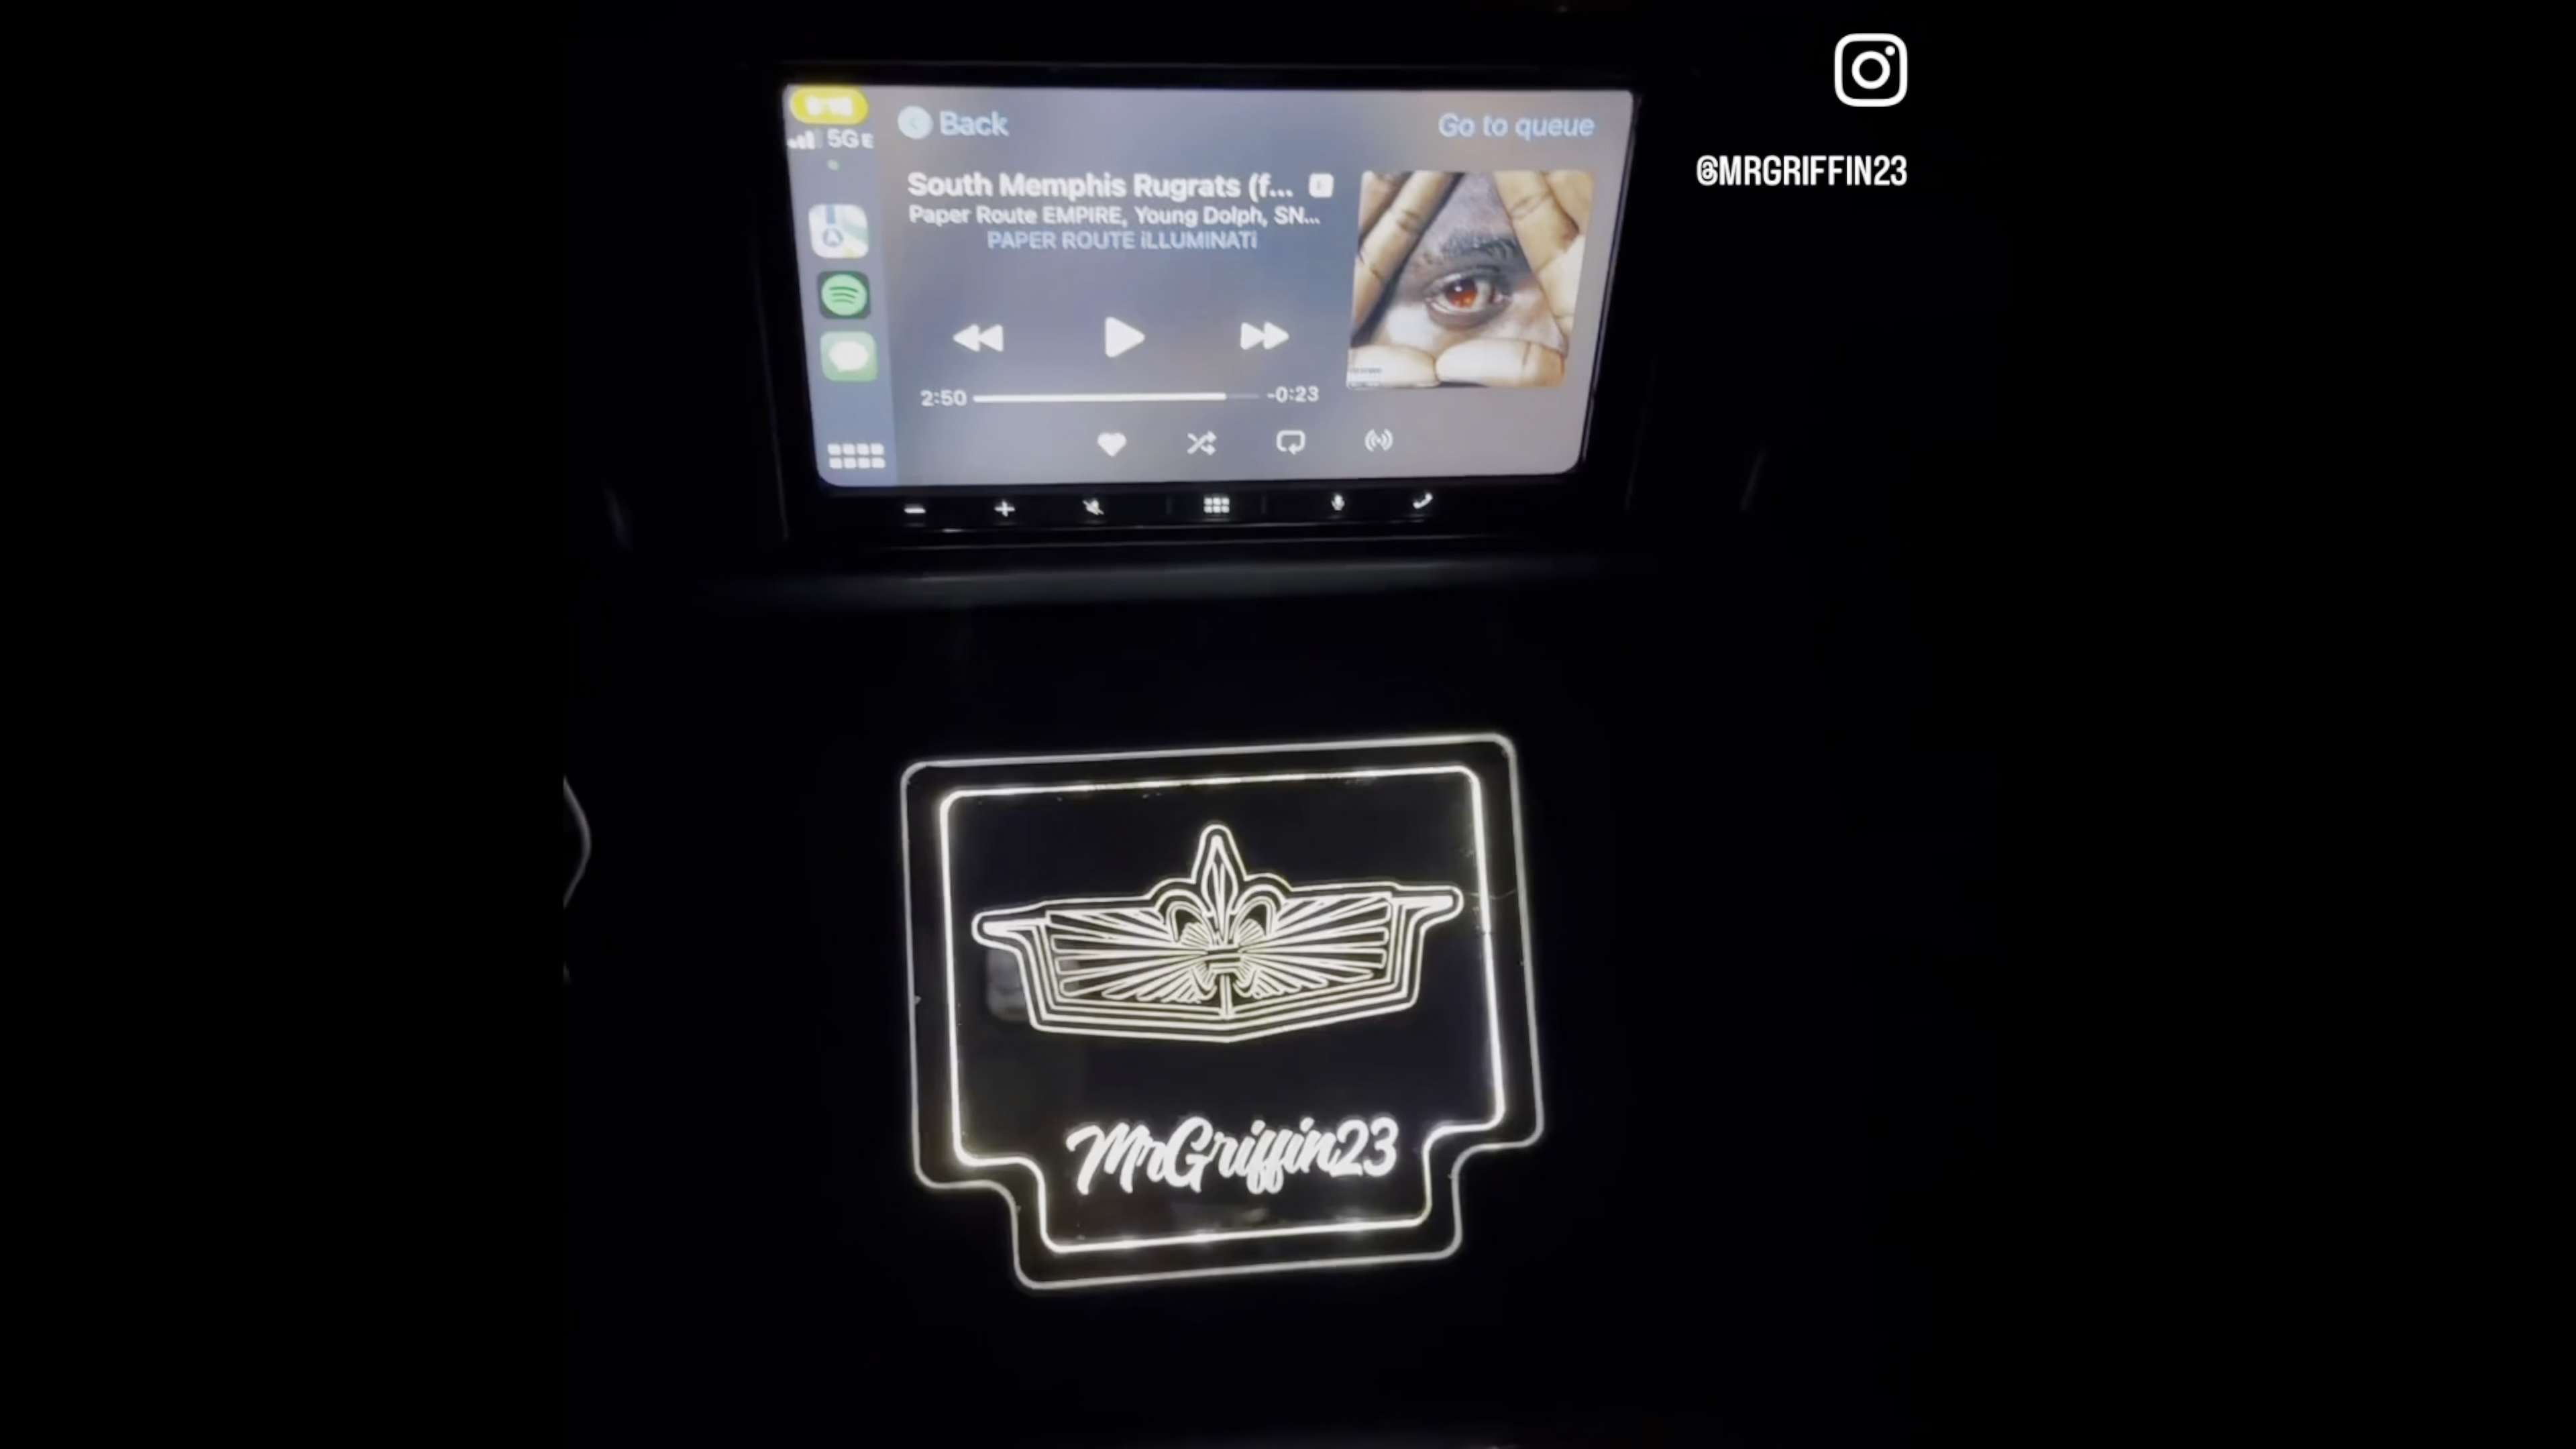 @MRGRIFFIN23
5GE
Back
Go to queue
South Memphis Rugrats (f...
E
Paper Route EMPIRE, Young Dolph, SN...
PAPER ROUTE iLLUMINATi
2:50
-0:23
MrGriffin23